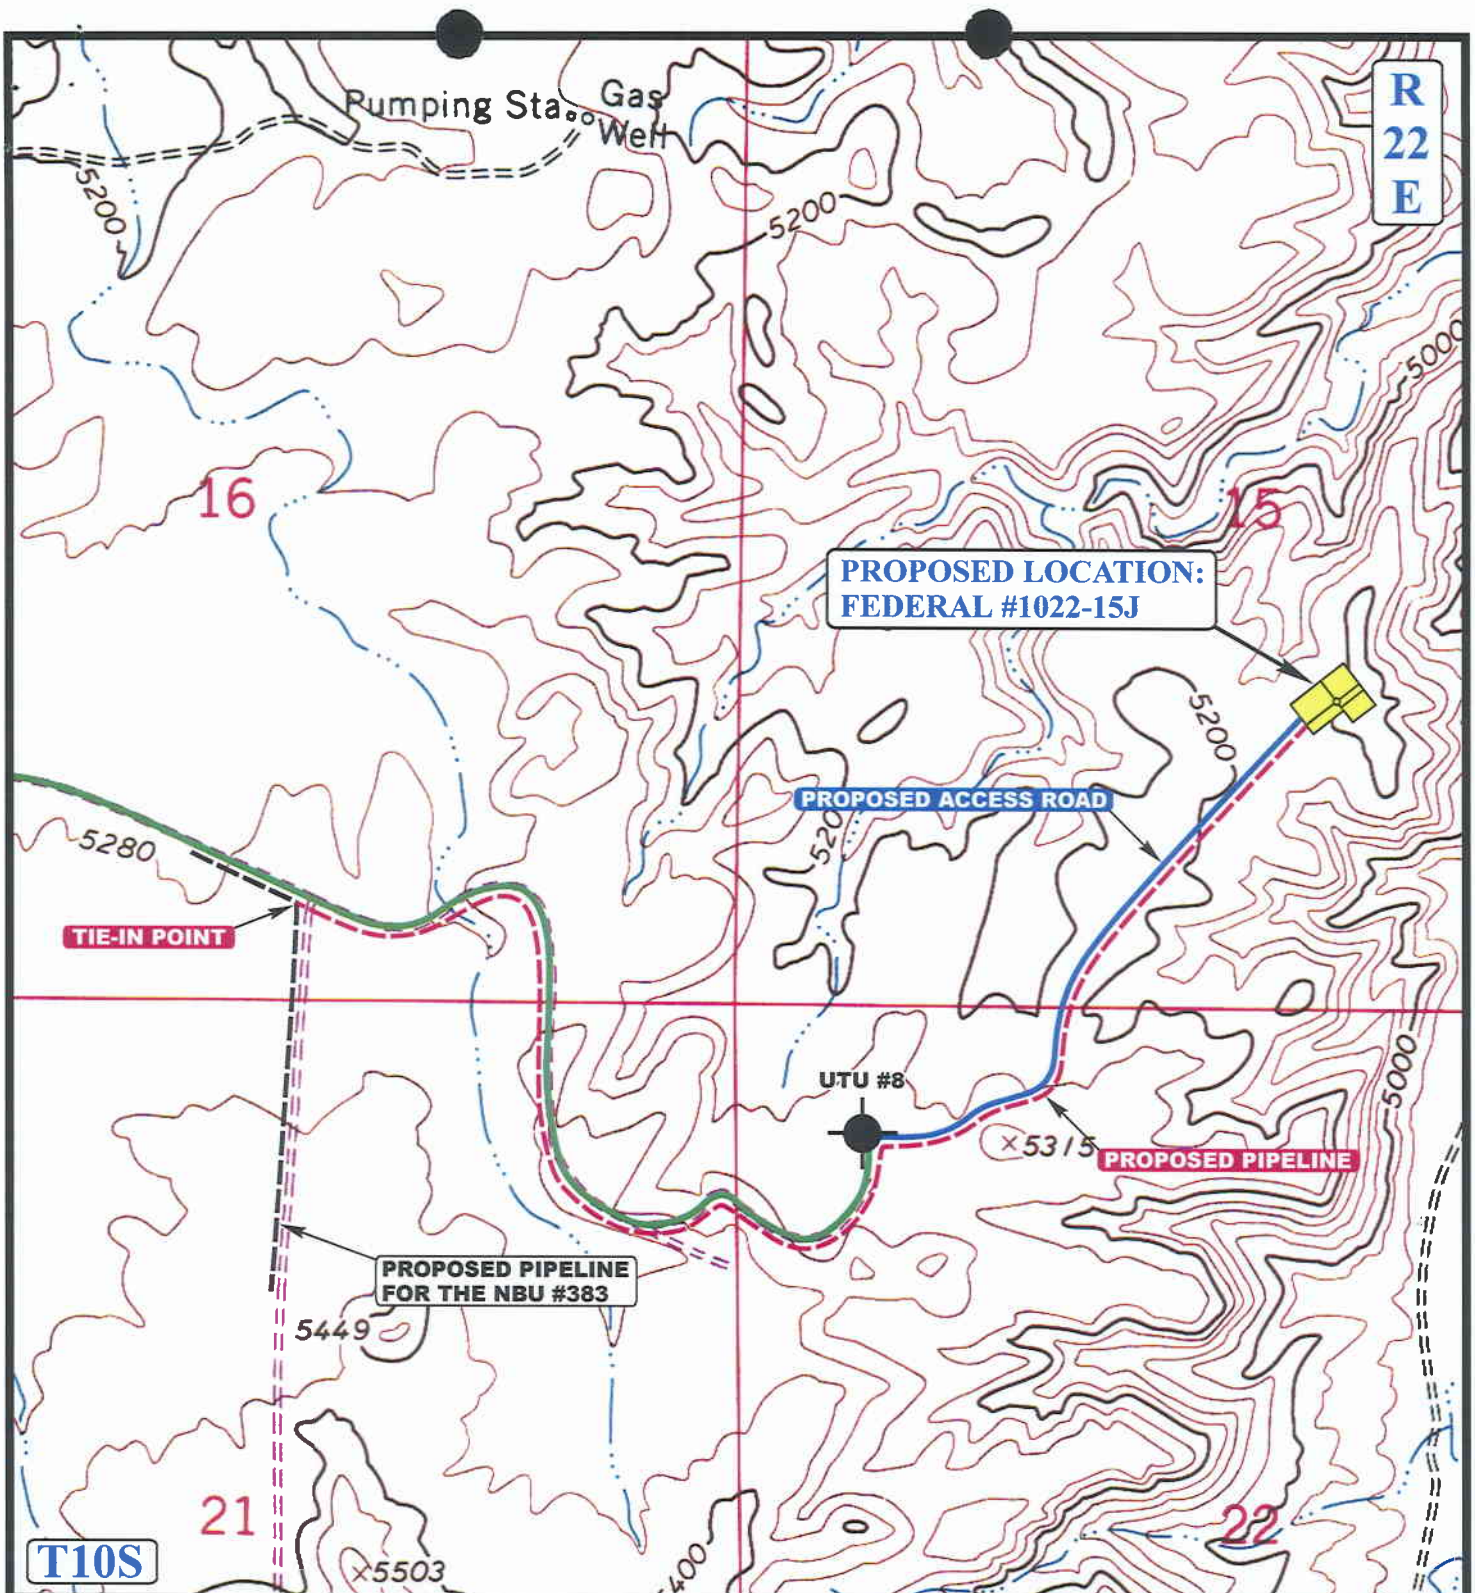 Pumping Sta.
Gas
Well
R
22
E
5200
5200
5000
16
15
PROPOSED LOCATION:
FEDERAL #1022-15J
5200
PROPOSED ACCESS ROAD
5280
520
TIE-IN POINT
5000
UTU #8
×5315
PROPOSED PIPELINE
PROPOSED PIPELINE
FOR THE NBU #383
5449
21
22
T10S
×5503
400